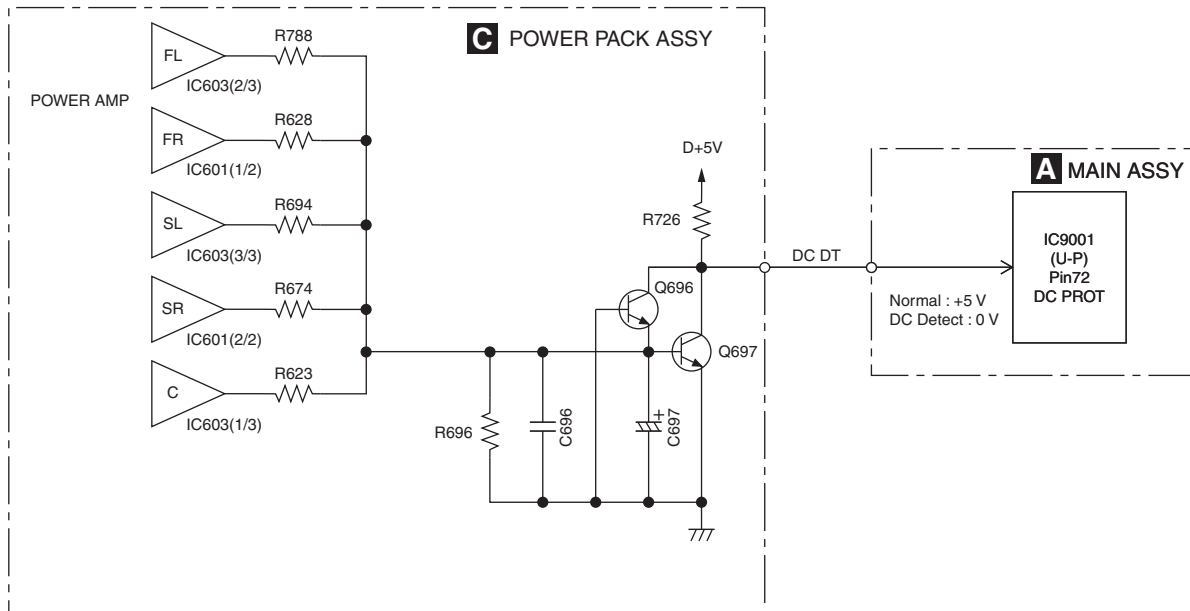 C POWER PACK ASSY
POWER AMP
FL
R788
IC603(2/3)
FR
R628
IC601(1/2)
SL
R694
IC603(3/3)
SR
R674
IC601(2/2)
C
R623
IC603(1/3)
R696
C696
C697
+
Q696
Q697
D+5V
R726
DC DT
A MAIN ASSY
IC9001
(U-P)
Pin72
DC PROT
Normal : +5 V
DC Detect : 0 V